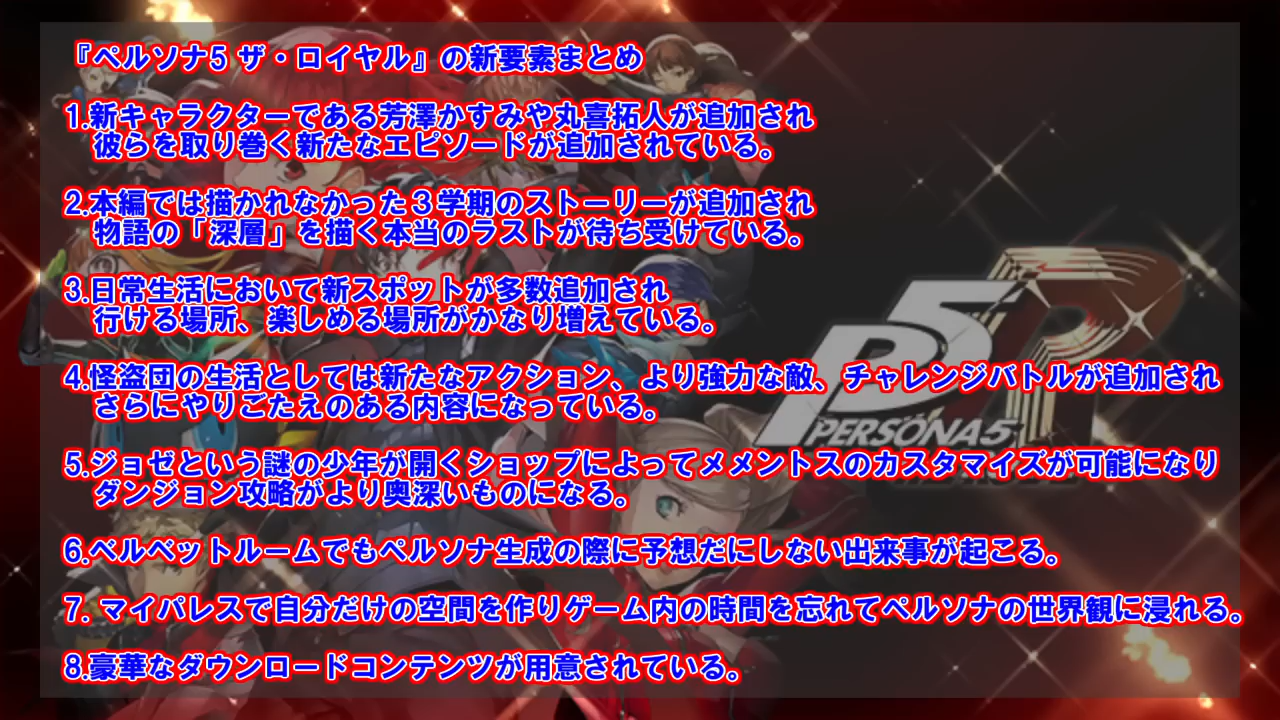 『ペルソナ5 ザ・ロイヤル』の新要素まとめ
1.新キャラクターである芳澤かすみや丸喜拓人が追加され
彼らを取り巻く新たなエピソードが追加されている。
2.本編では描かれなかった３学期のストーリーが追加され
物語の「深層」を描く本当のラストが待ち受けている。
3.日常生活において新スポットが多数追加され
行ける場所、楽しめる場所がかなり増えている。
4.怪盗団の生活としては新たなアクション、より強力な敵、チャレンジバトルが追加され
さらにやりごたえのある内容になっている。
5.ジョゼという謎の少年が開くショップによってメメントスのカスタマイズが可能になり
ダンジョン攻略がより奥深いものになる。
6.ベルベットルームでもペルソナ生成の際に予想だにしない出来事が起こる。
7. マイパレスで自分だけの空間を作りゲーム内の時間を忘れてペルソナの世界観に浸れる。
8.豪華なダウンロードコンテンツが用意されている。
P5R
PERSONA5